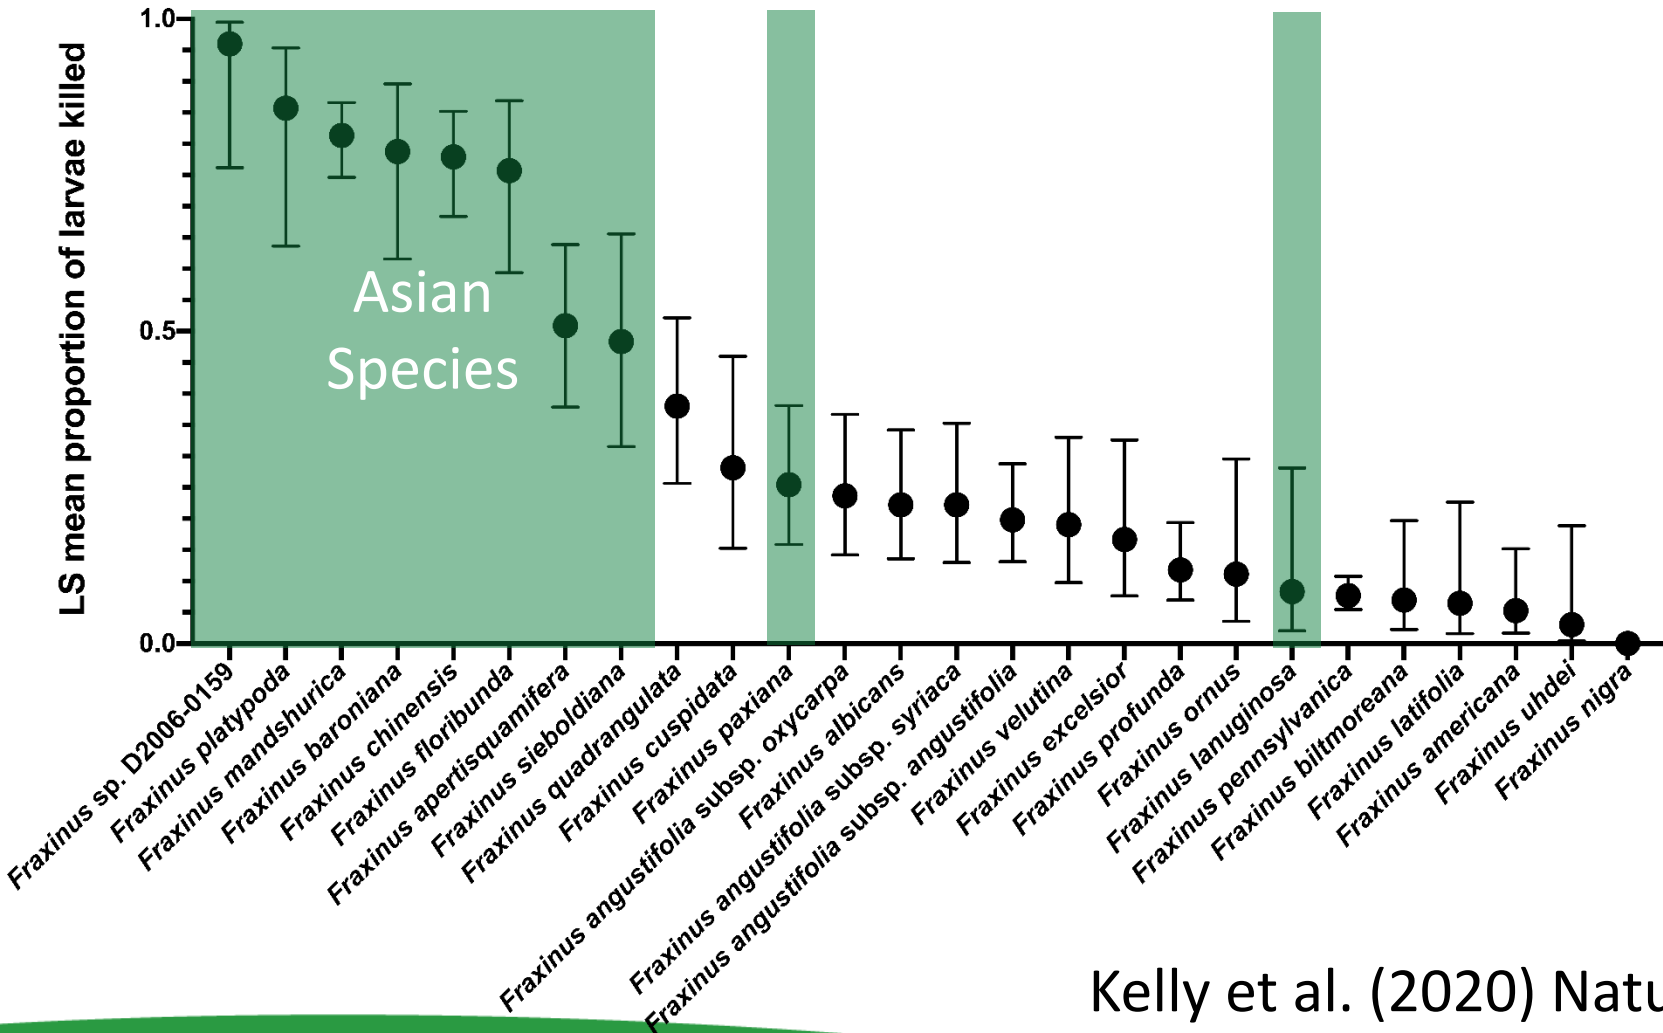 LS mean proportion of larvae killed
1.0
0.5
0.0
Asian
Species
Fraxinus sp. D2006-0159
Fraxinus platypoda
Fraxinus mandshurica
Fraxinus baroniana
Fraxinus chinensis
Fraxinus floribunda
Fraxinus apertisquamifera
Fraxinus sieboldiana
Fraxinus quadrangulata
Fraxinus cuspidata
Fraxinus paxiana
Fraxinus angustifolia subsp. oxycarpa
Fraxinus albicans
Fraxinus angustifolia subsp. syriaca
Fraxinus angustifolia subsp. angustifolia
Fraxinus velutina
Fraxinus excelsior
Fraxinus profunda
Fraxinus ornus
Fraxinus lanuginosa
Fraxinus pennsylvanica
Fraxinus biltmoreana
Fraxinus latifolia
Fraxinus americana
Fraxinus uhdei
Fraxinus nigra
Kelly et al. (2020) Natu